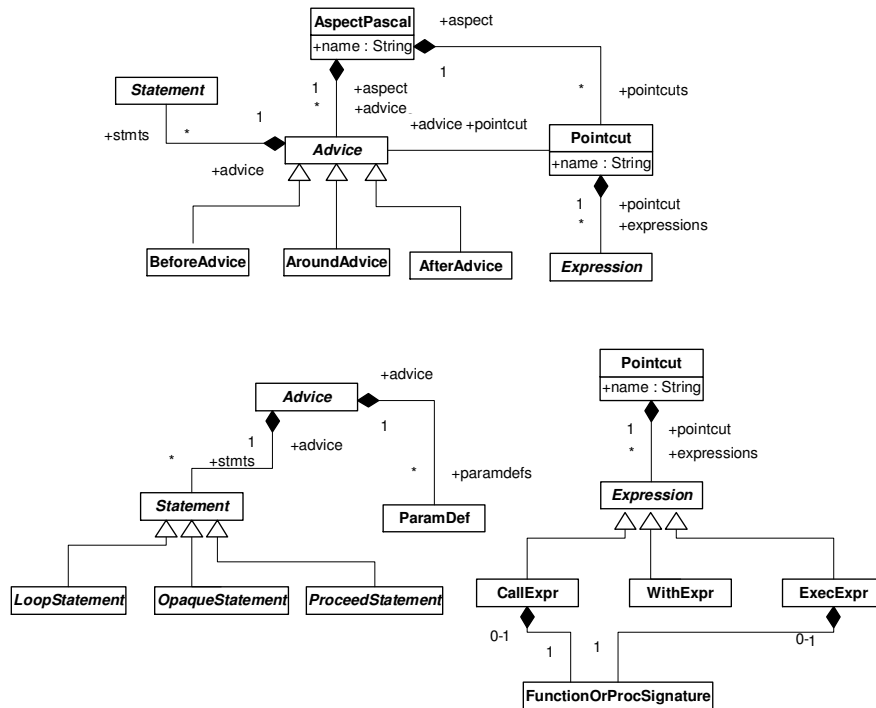 AspectPascal
+name : String
+aspect
1
*
+pointcuts
1
+aspect
*
+advice
Statement
+stmts
*
1
+advice
Advice
+advice +pointcut
Pointcut
+name : String
1
+pointcut
*
+expressions
BeforeAdvice
AroundAdvice
AfterAdvice
Expression
Advice
+advice
1
*
+paramdefs
1
+advice
*
+stmts
Statement
ParamDef
LoopStatement
OpaqueStatement
ProceedStatement
Pointcut
+name : String
1
+pointcut
*
+expressions
Expression
CallExpr
WithExpr
ExecExpr
0-1
1
1
0-1
FunctionOrProcSignature